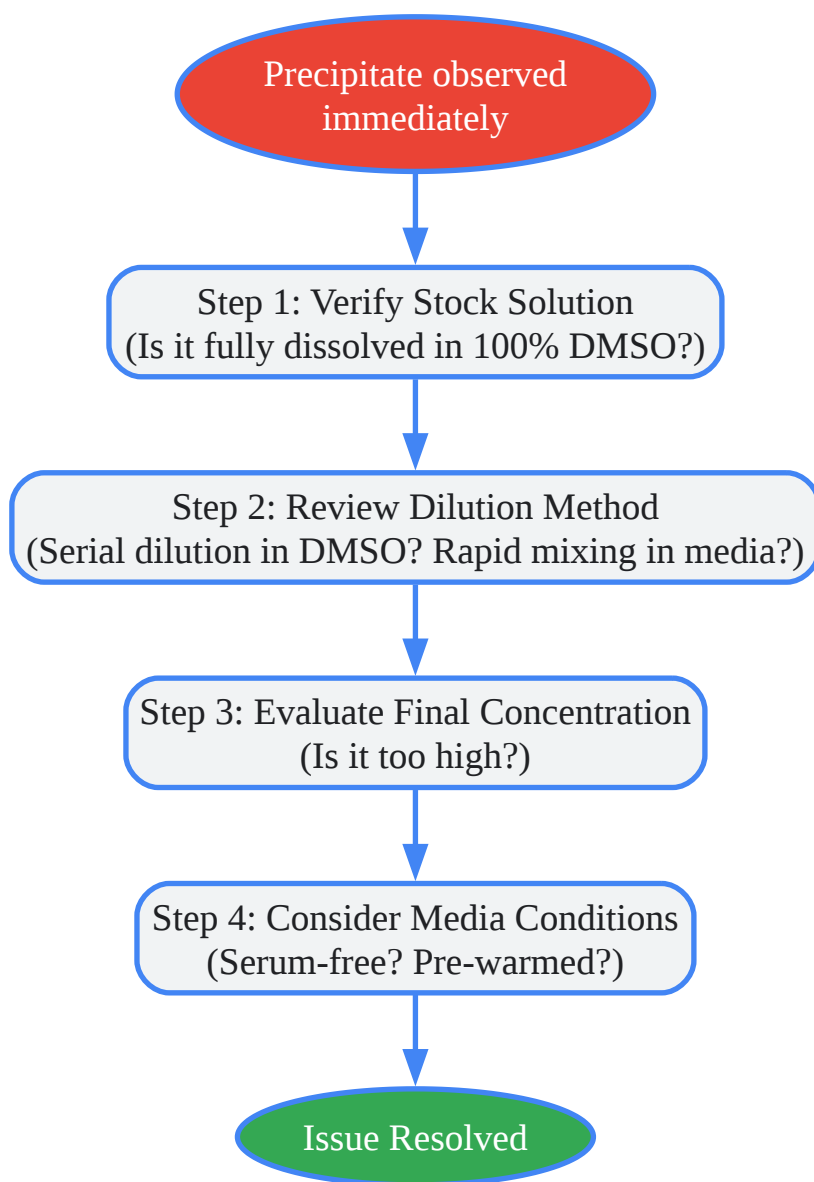 Precipitate observed
immediately
Step 1: Verify Stock Solution
(Is it fully dissolved in 100% DMSO?)
Step 2: Review Dilution Method
(Serial dilution in DMSO? Rapid mixing in media?)
Step 3: Evaluate Final Concentration
(Is it too high?)
Step 4: Consider Media Conditions
(Serum-free? Pre-warmed?)
Issue Resolved